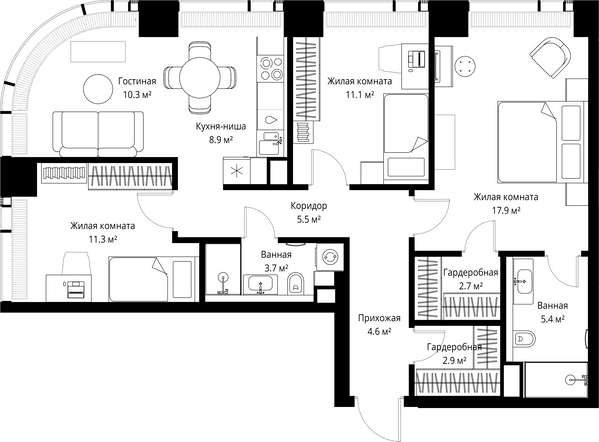 Гостиная
10.3 м²
Кухня-ниша
8.9 м²
Жилая комната
11.1 м²
Жилая комната
17.9 м²
Коридор
5.5 м²
Жилая комната
11.3 м²
Ванная
3.7 м²
Гардеробная
2.7 м²
Ванная
5.4 м²
Прихожая
4.6 м²
Гардеробная
2.9 м²